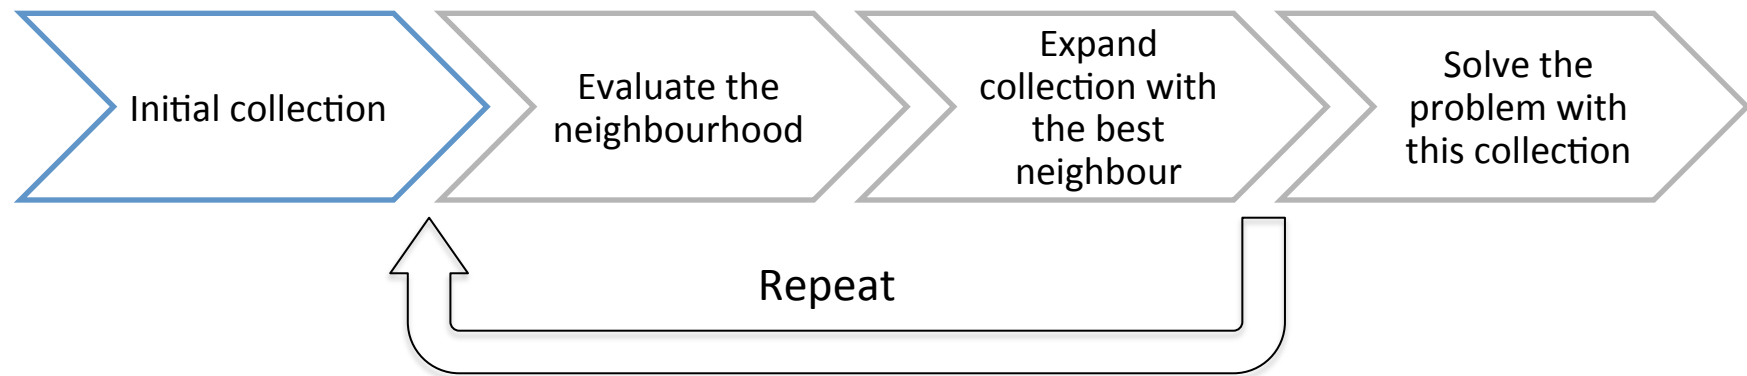 Initial collection
Evaluate the
neighbourhood
Expand
collection with
the best
neighbour
Solve the
problem with
this collection
Repeat